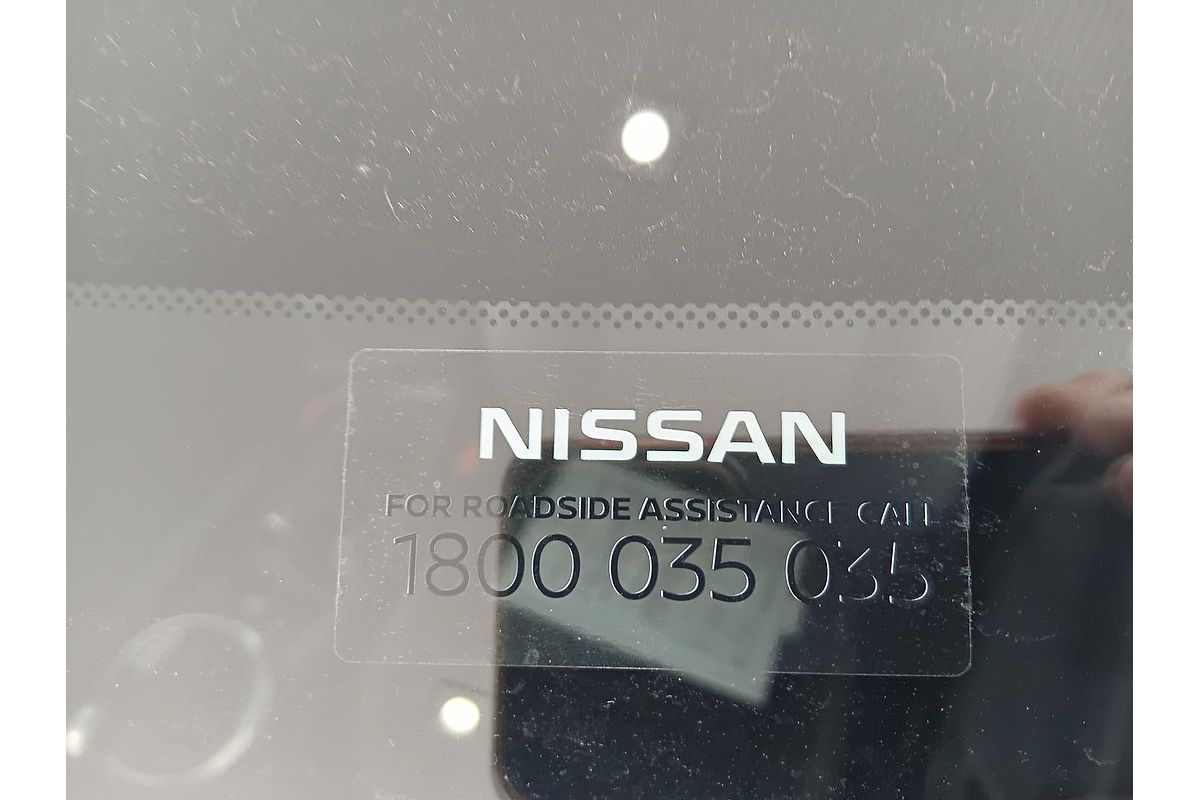 NISSAN
FOR ROADSIDE ASSISTANCE CALL
1800 035 035